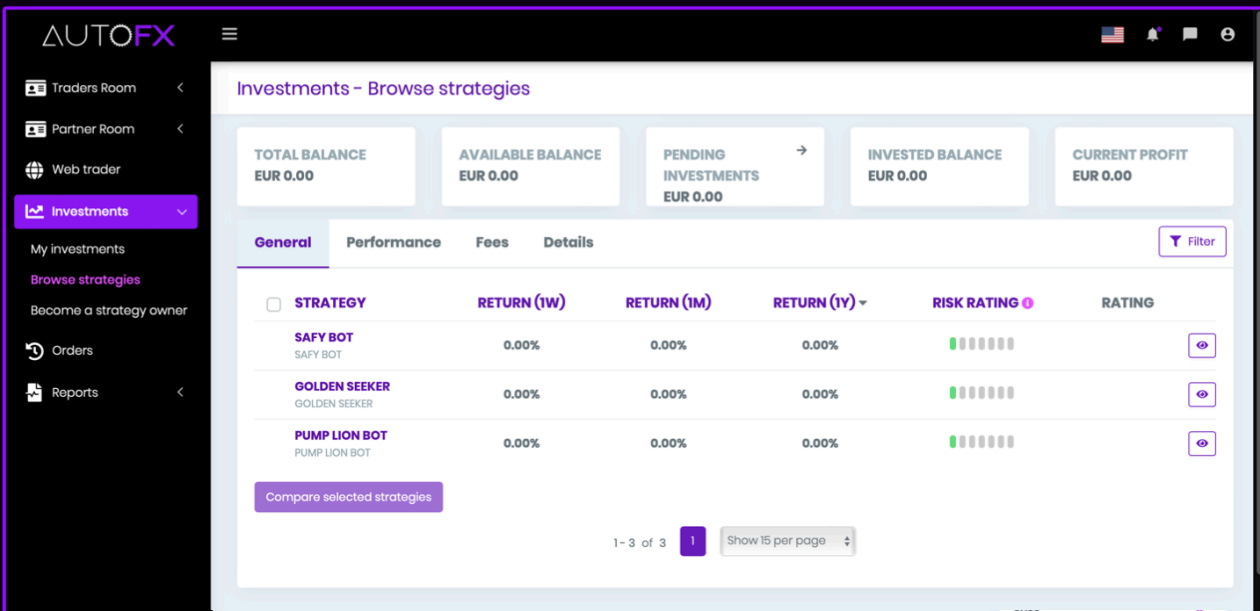 AUTOFX
Traders Room
Partner Room
Web trader
Investments
My investments
Browse strategies
Become a strategy owner
Orders
Reports
Investments - Browse strategies
TOTAL BALANCE
EUR 0.00
AVAILABLE BALANCE
EUR 0.00
PENDING
INVESTMENTS
EUR 0.00
INVESTED BALANCE
EUR 0.00
CURRENT PROFIT
EUR 0.00
General Performance Fees Details
Filter
STRATEGY RETURN (1W) RETURN (1M) RETURN (1Y) RISK RATING RATING
SAFY BOT
SAFY BOT
0.00% 0.00% 0.00%
GOLDEN SEEKER
GOLDEN SEEKER
0.00% 0.00% 0.00%
PUMP LION BOT
PUMP LION BOT
0.00% 0.00% 0.00%
Compare selected strategies
1 - 3 of 3 1 Show 15 per page